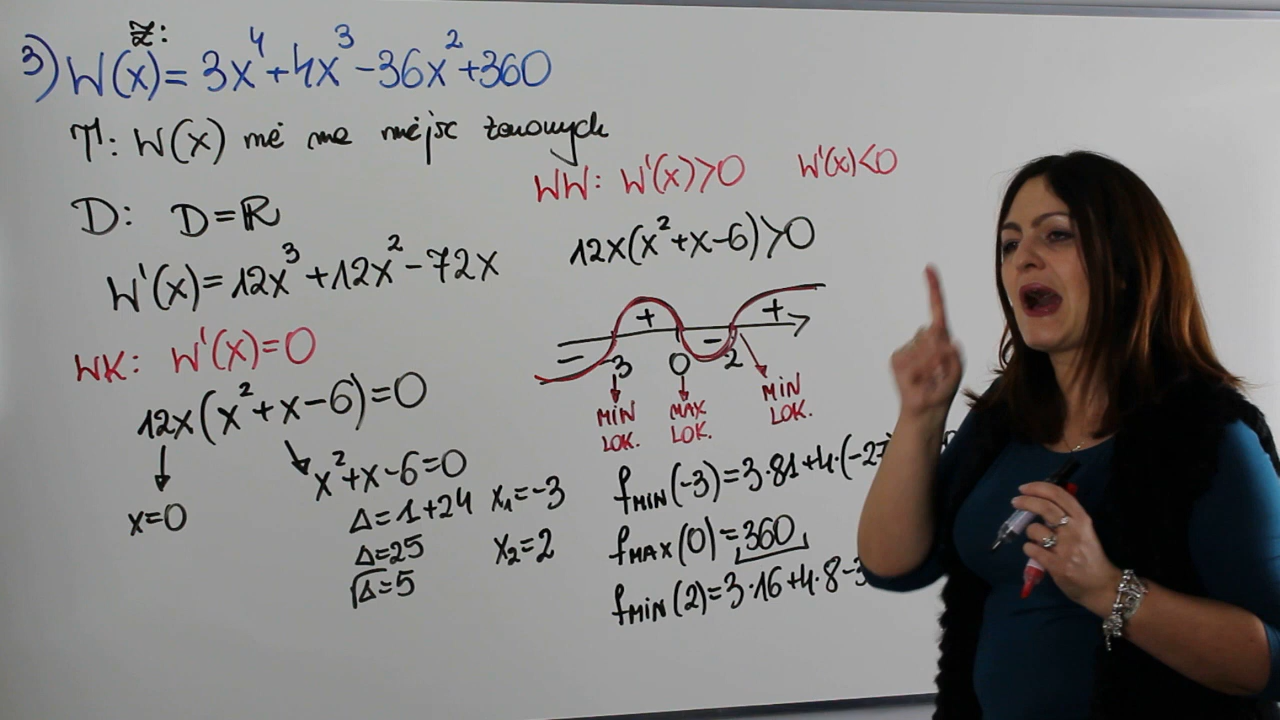 Z:
3) W(x)= 3x⁴+4x³-36x²+360
T: W(x) nie ma miejsc zerowych
D: D=ℝ
W'(x)=12x³+12x²-72x
WK: W'(x)=0
12x(x²+x-6)=0
x=0
x²+x-6=0
Δ=1+24
Δ=25
√Δ=5
x₁=-3
x₂=2
WW: W'(x)>0 W'(x)<0
12x(x²+x-6)>0
- + - +
-3 0 2
MIN LOK.
MAX LOK.
MIN LOK.
fMIN(-3)=3·81+4·(-27)
fMAX(0)=360
fMIN(2)=3·16+4·8-3